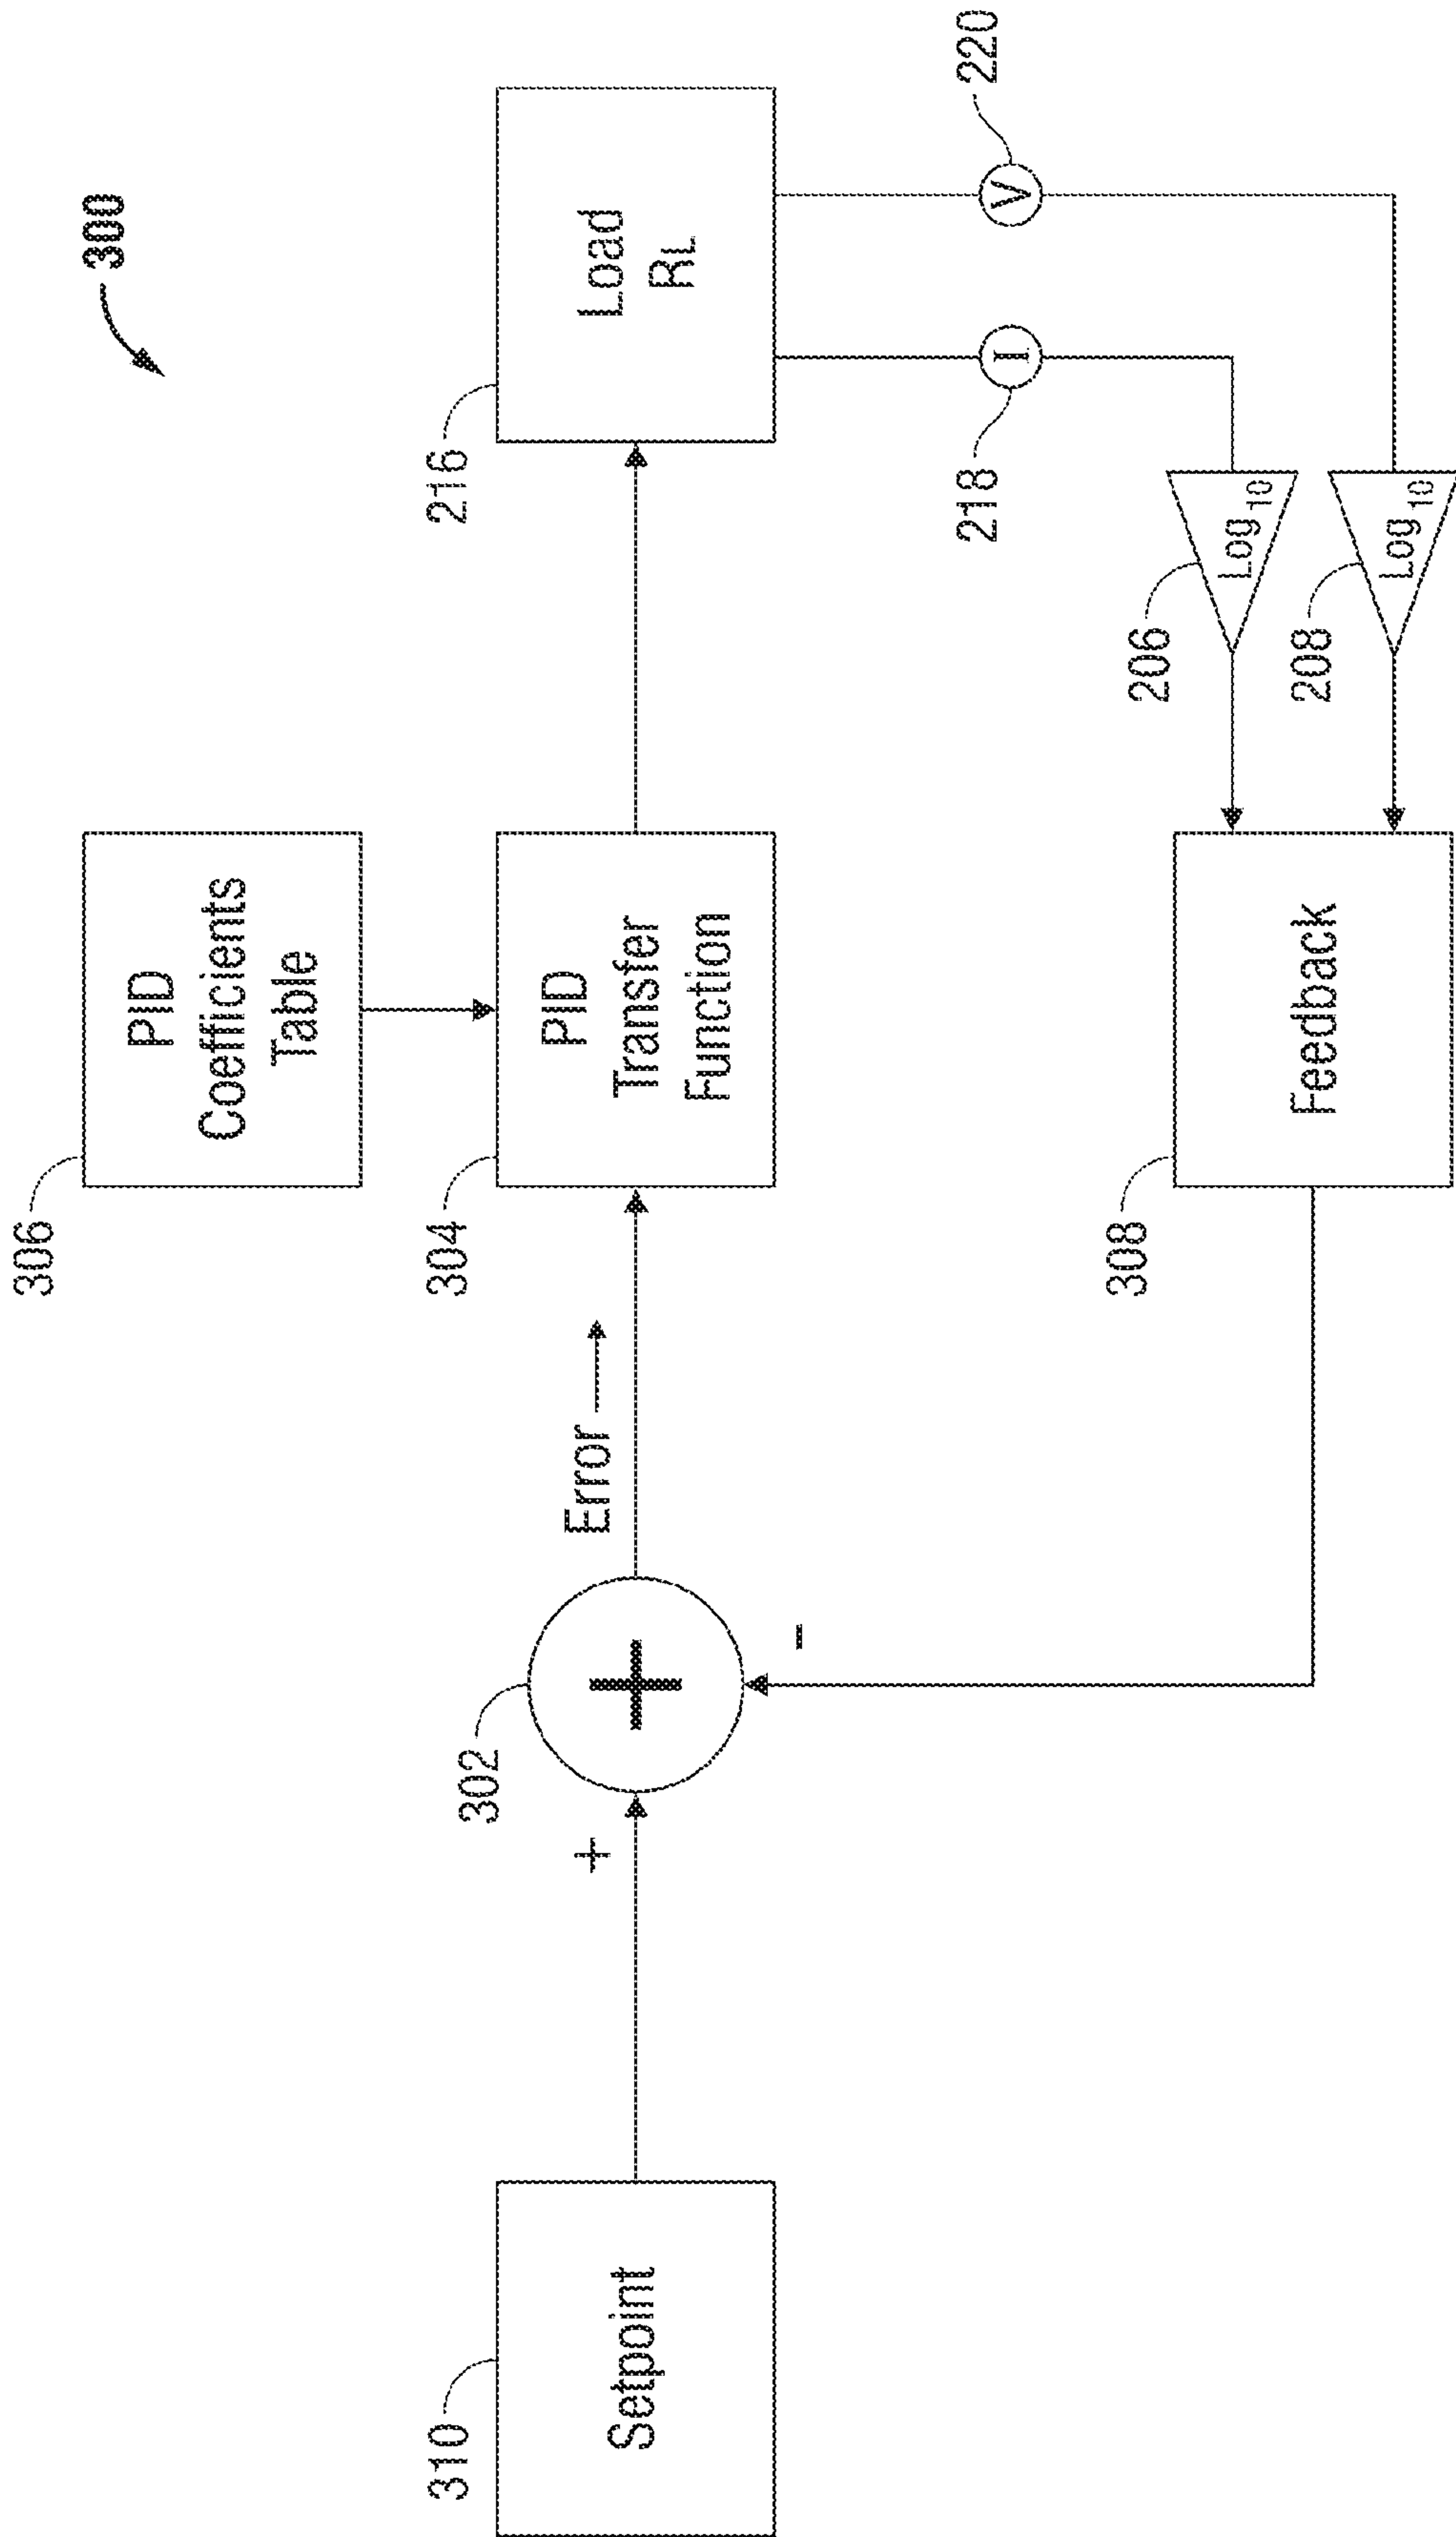 300
306
PID
Coefficients
Table
310
Setpoint
+
302
+
-
Error
304
PID
Transfer
Function
216
Load
RL
218
I
V
220
206
Log10
208
Log10
308
Feedback